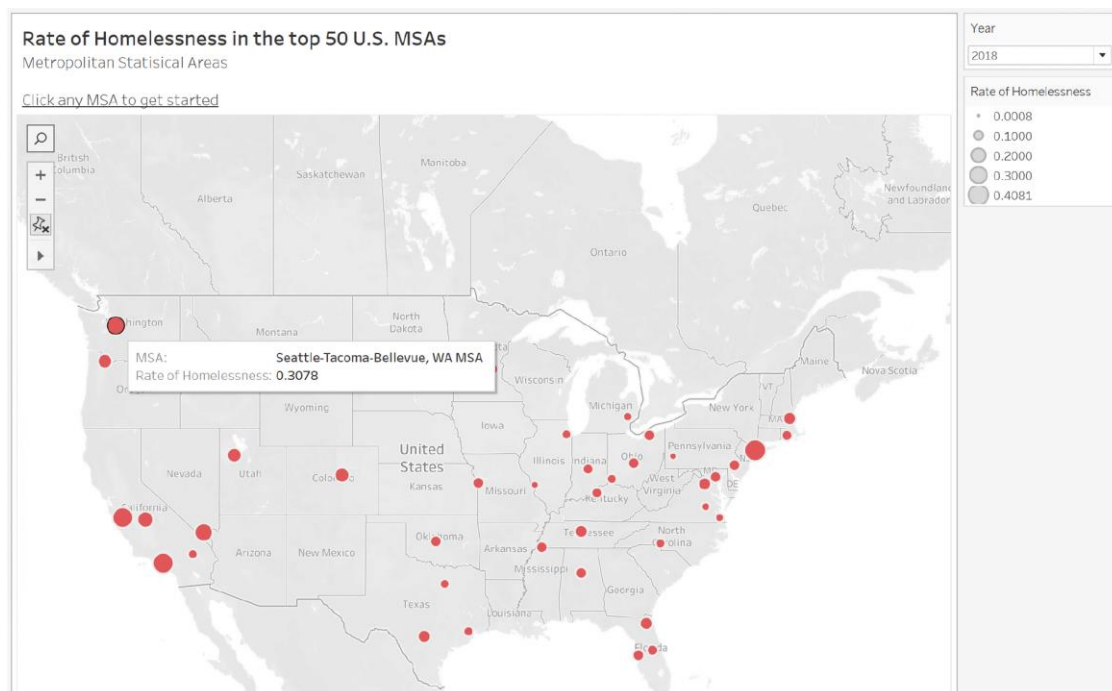 Rate of Homelessness in the top 50 U.S. MSAs
Metropolitan Statisical Areas
Click any MSA to get started
Year
2018
Rate of Homelessness
0.0008
0.1000
0.2000
0.3000
0.4081
British
Columbia
Alberta
Saskatchewan
Manitoba
Ontario
Quebec
Newfoundland
and Labrador
Nova Scotia
Maine
Montana
North
Dakota
MSA: Seattle-Tacoma-Bellevue, WA MSA
Rate of Homelessness: 0.3078
Wisconsin
Michigan
New York
VT
MA
Wyoming
Iowa
Nevada
Utah
United
States
Kansas
Missouri
Illinois
Indiana
Ohio
Pennsylvania
West
Virginia
DE
Kentucky
Arizona
New Mexico
Oklahoma
Arkansas
North
Carolina
Mississippi
Georgia
Texas
Louisiana